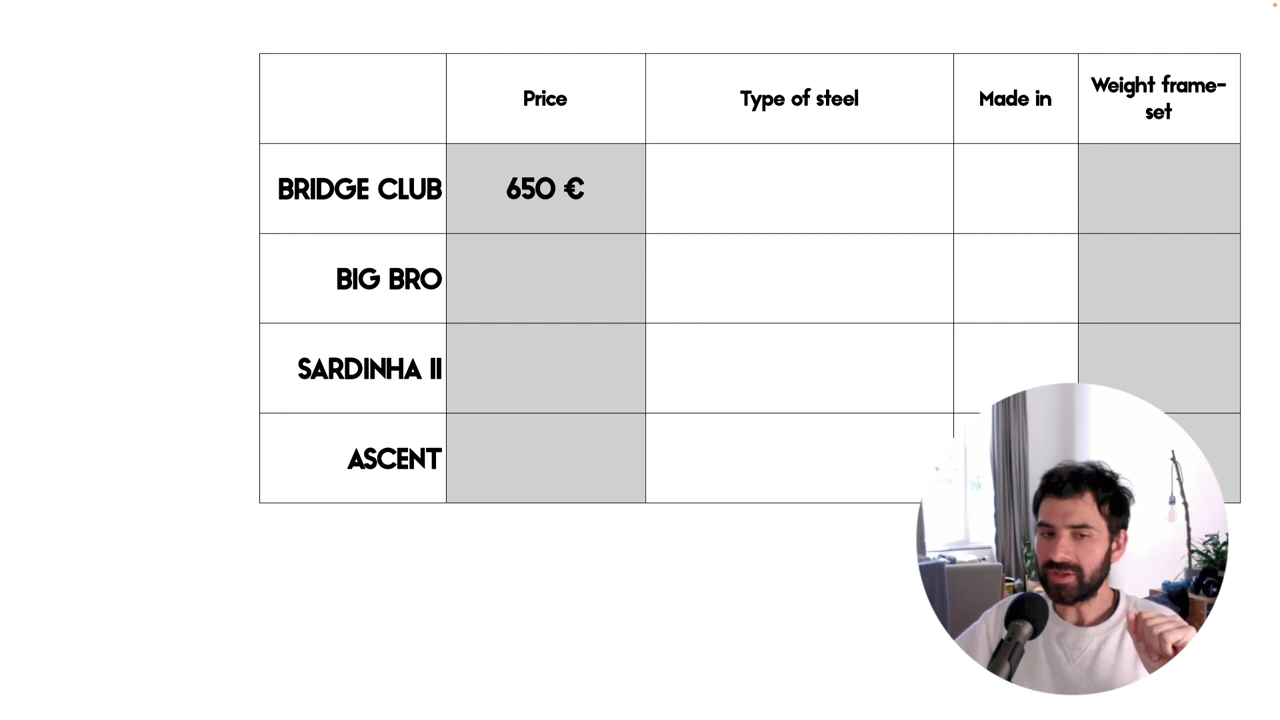 Price
Type of steel
Made in
Weight frame-
set
BRIDGE CLUB
650 €
BIG BRO
SARDINHA II
ASCENT